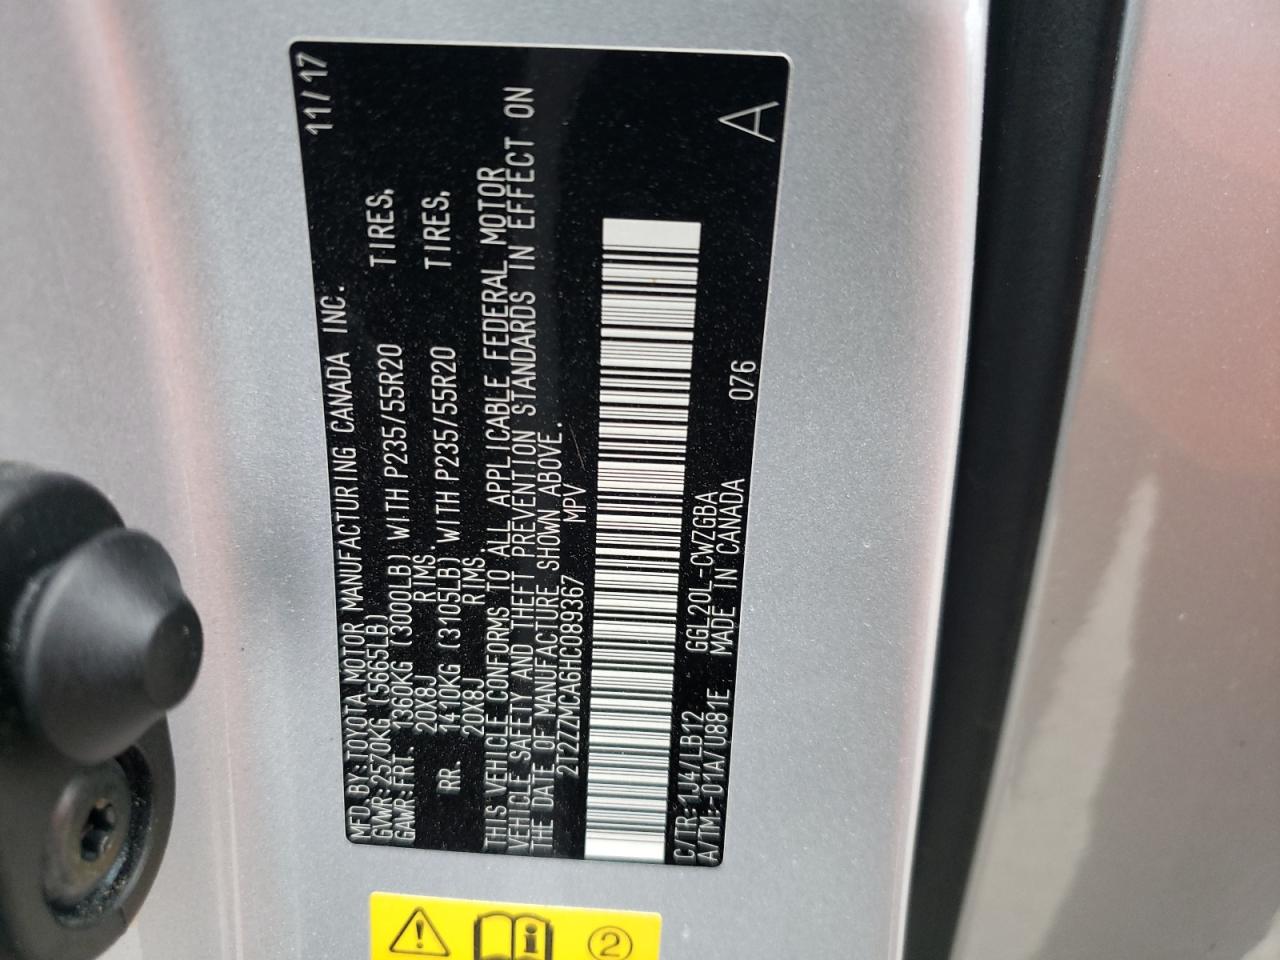 MFD.BY:TOYOTA MOTOR MANUFACTURING CANADA INC. 11/17
GVWR:2570KG (5665LB)
GAWR:FRT. 1360KG (3000LB) WITH P235/55R20 TIRES,
20X8J RIMS.
RR. 1410KG (3105LB) WITH P235/55R20 TIRES,
20X8J RIMS.
THIS VEHICLE CONFORMS TO ALL APPLICABLE FEDERAL MOTOR
VEHICLE SAFETY AND THEFT PREVENTION STANDARDS IN EFFECT ON
THE DATE OF MANUFACTURE SHOWN ABOVE.
2T2ZZMCA6HC089367 MPV
C/TR:1J4/LB12 GGL20L-CWZGBA
A/TM:-01A/U881E MADE IN CANADA 076
A
2